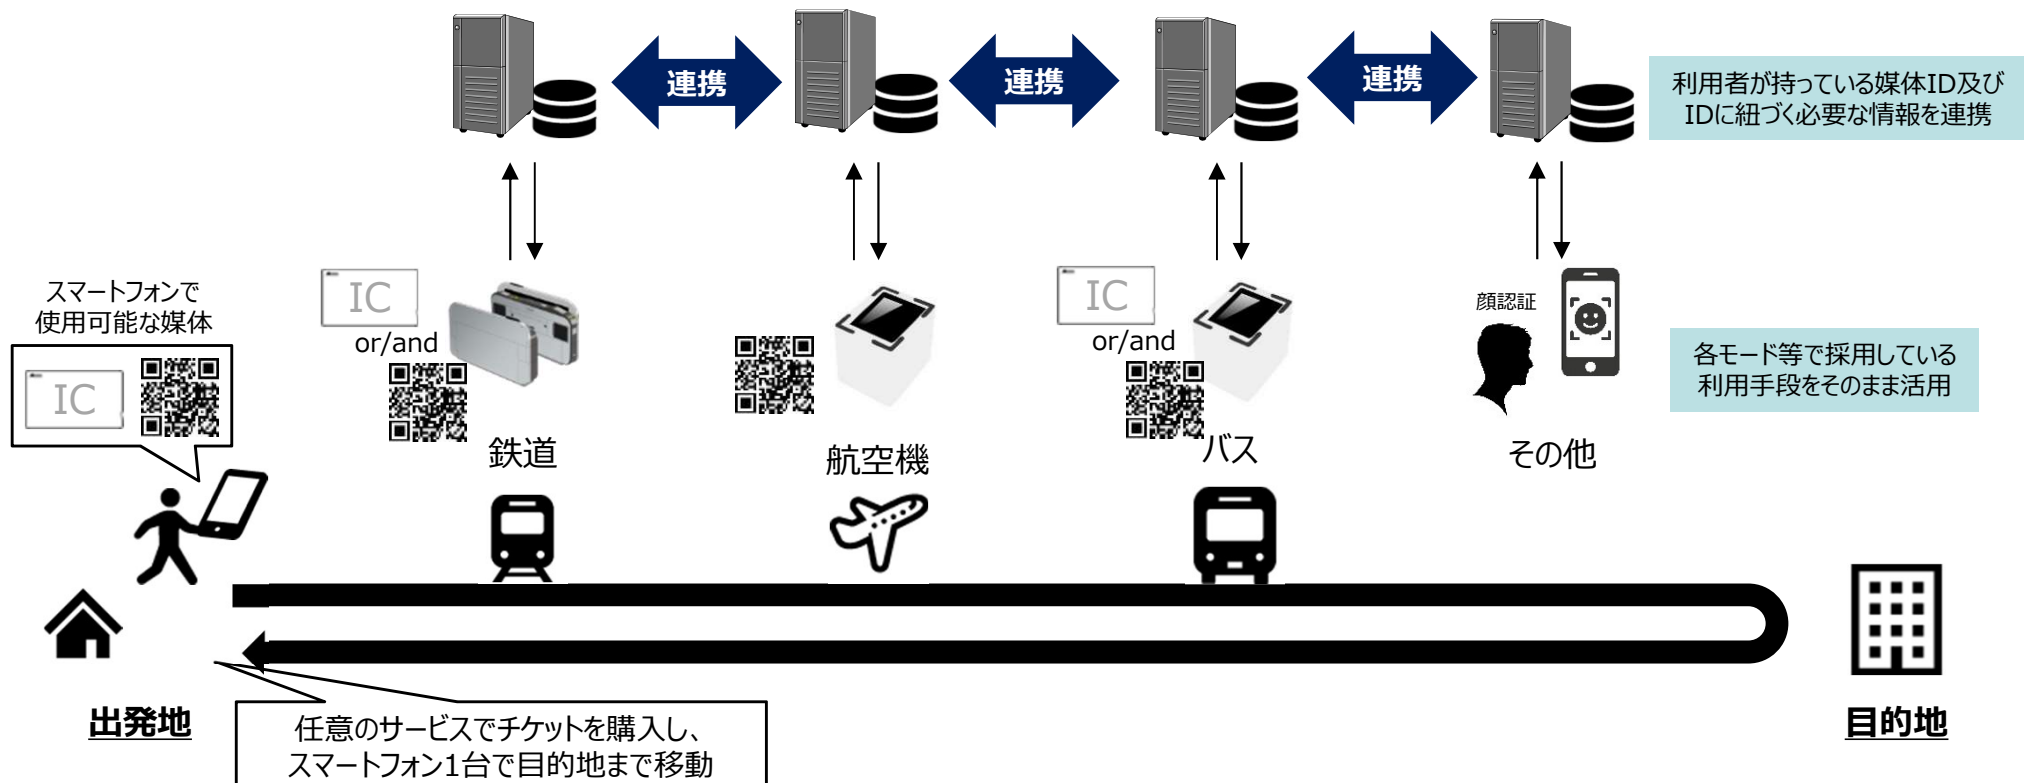 連携
連携
連携
利用者が持っている媒体ID及び
IDに紐づく必要な情報を連携
スマートフォンで
使用可能な媒体
IC
IC
or/and
IC
or/and
顔認証
各モード等で採用している
利用手段をそのまま活用
鉄道
航空機
バス
その他
出発地
目的地
任意のサービスでチケットを購入し、
スマートフォン1台で目的地まで移動